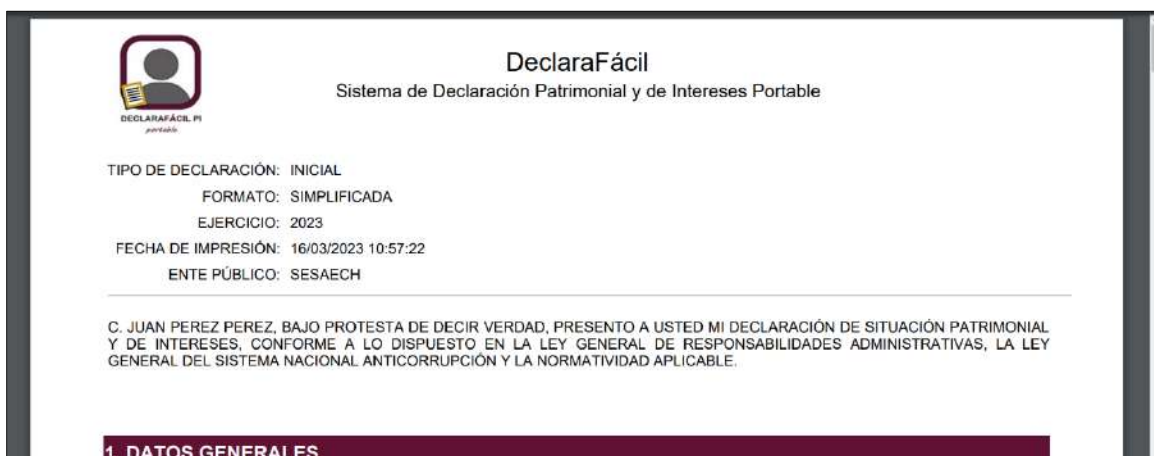 DeclaraFácil
Sistema de Declaración Patrimonial y de Intereses Portable
DECLARAFÁCIL PI
portable
TIPO DE DECLARACIÓN: INICIAL
FORMATO: SIMPLIFICADA
EJERCICIO: 2023
FECHA DE IMPRESIÓN: 16/03/2023 10:57:22
ENTE PÚBLICO: SESAECH
C. JUAN PEREZ PEREZ, BAJO PROTESTA DE DECIR VERDAD, PRESENTO A USTED MI DECLARACIÓN DE SITUACIÓN PATRIMONIAL
Y DE INTERESES, CONFORME A LO DISPUESTO EN LA LEY GENERAL DE RESPONSABILIDADES ADMINISTRATIVAS, LA LEY
GENERAL DEL SISTEMA NACIONAL ANTICORRUPCIÓN Y LA NORMATIVIDAD APLICABLE.
1. DATOS GENERALES